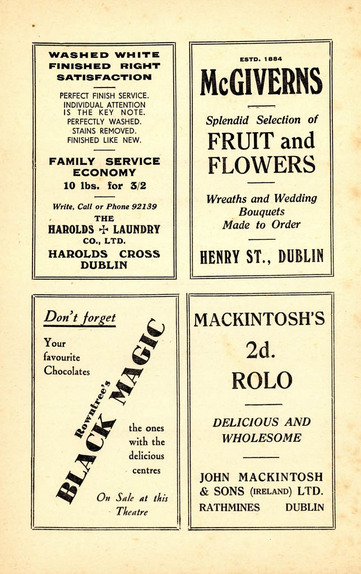 WASHED WHITE
FINISHED RIGHT
SATISFACTION
PERFECT FINISH SERVICE.
INDIVIDUAL ATTENTION
IS THE KEY NOTE.
PERFECTLY WASHED.
STAINS REMOVED.
FINISHED LIKE NEW.
FAMILY SERVICE
ECONOMY
10 lbs. for 3/2
Write, Call or Phone 92139
THE
HAROLDS ✢ LAUNDRY
CO., LTD.
HAROLDS CROSS
DUBLIN
ESTD. 1884
McGIVERNS
Splendid Selection of
FRUIT and
FLOWERS
Wreaths and Wedding
Bouquets
Made to Order
HENRY ST., DUBLIN
Don't forget
Your
favourite
Chocolates
Rowntree's
BLACK MAGIC
the ones
with the
delicious
centres
On Sale at this
Theatre
MACKINTOSH'S
2d.
ROLO
DELICIOUS AND
WHOLESOME
JOHN MACKINTOSH
& SONS (IRELAND) LTD.
RATHMINES DUBLIN